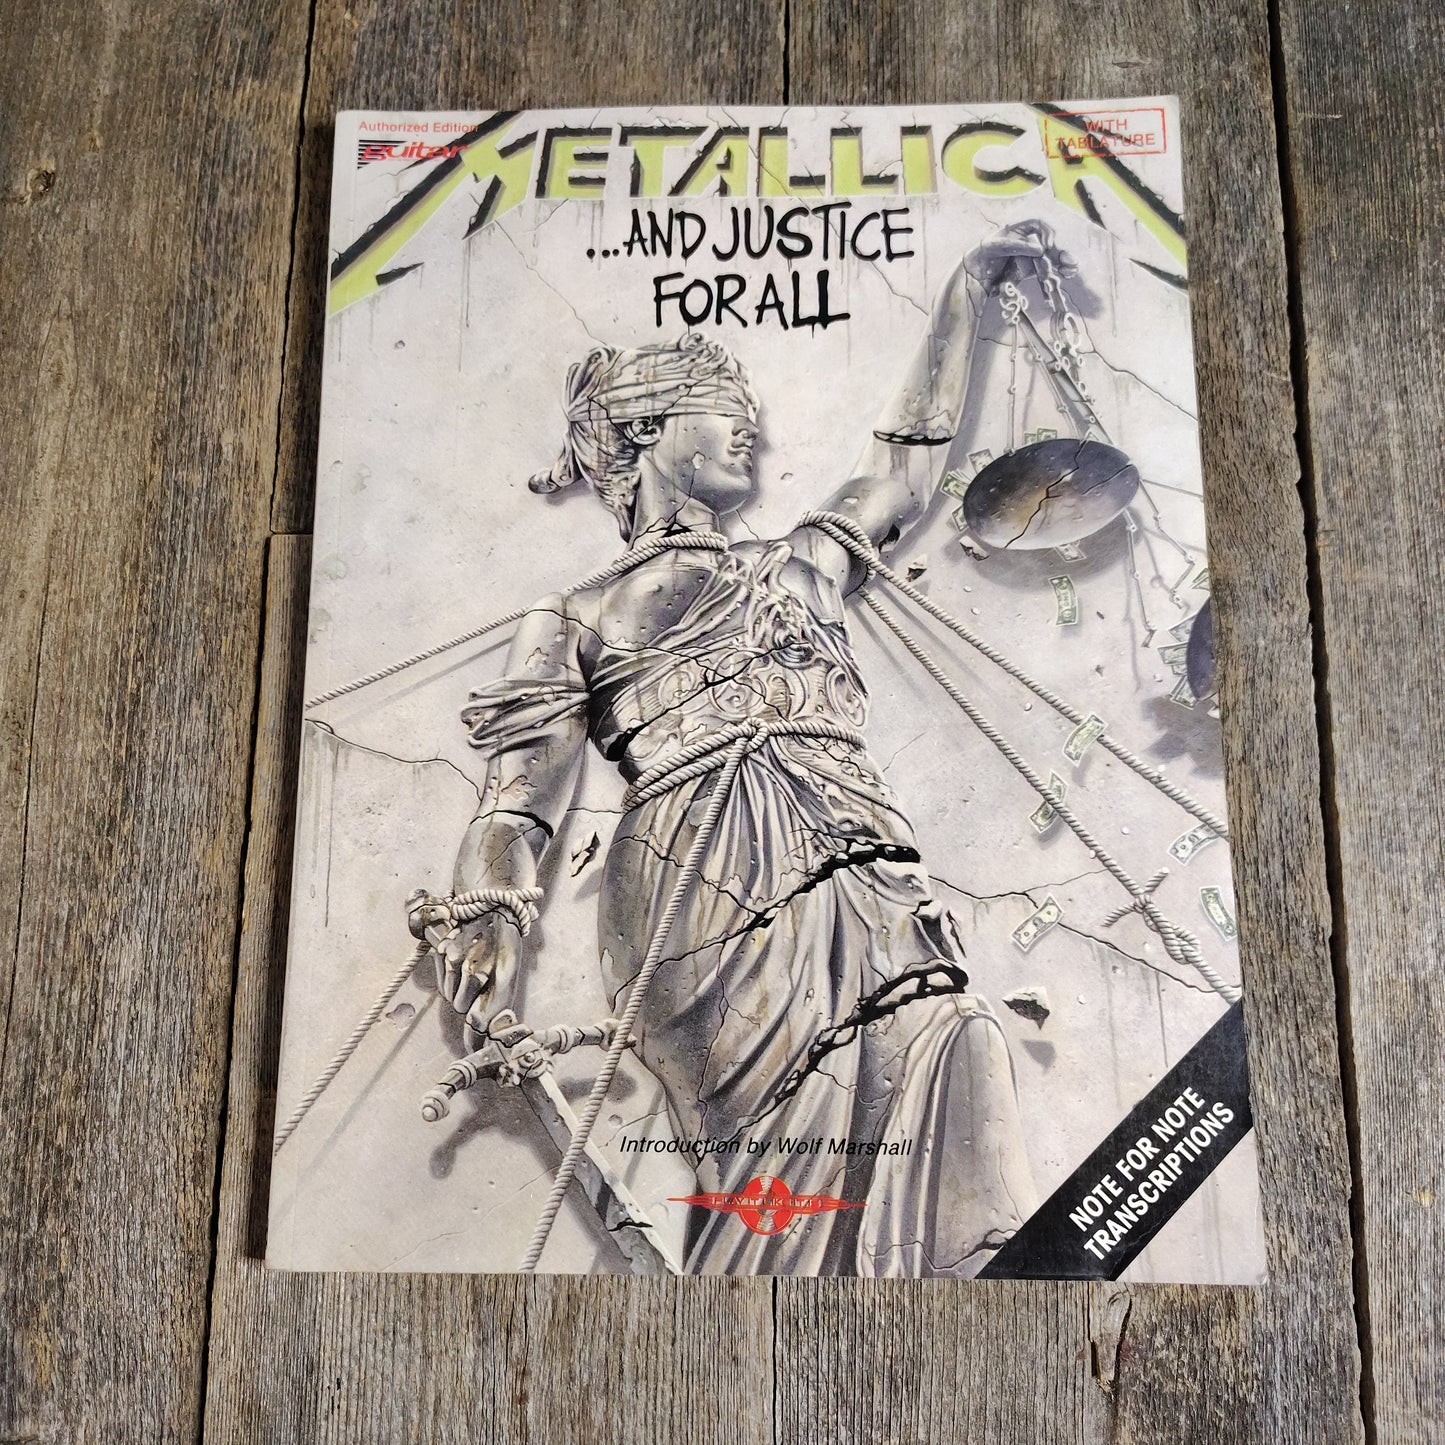 Authorized Edition
guitar
METALLICA
WITH
TABLATURE
...AND JUSTICE
FOR ALL
Introduction by Wolf Marshall
NOTE FOR NOTE
TRANSCRIPTIONS